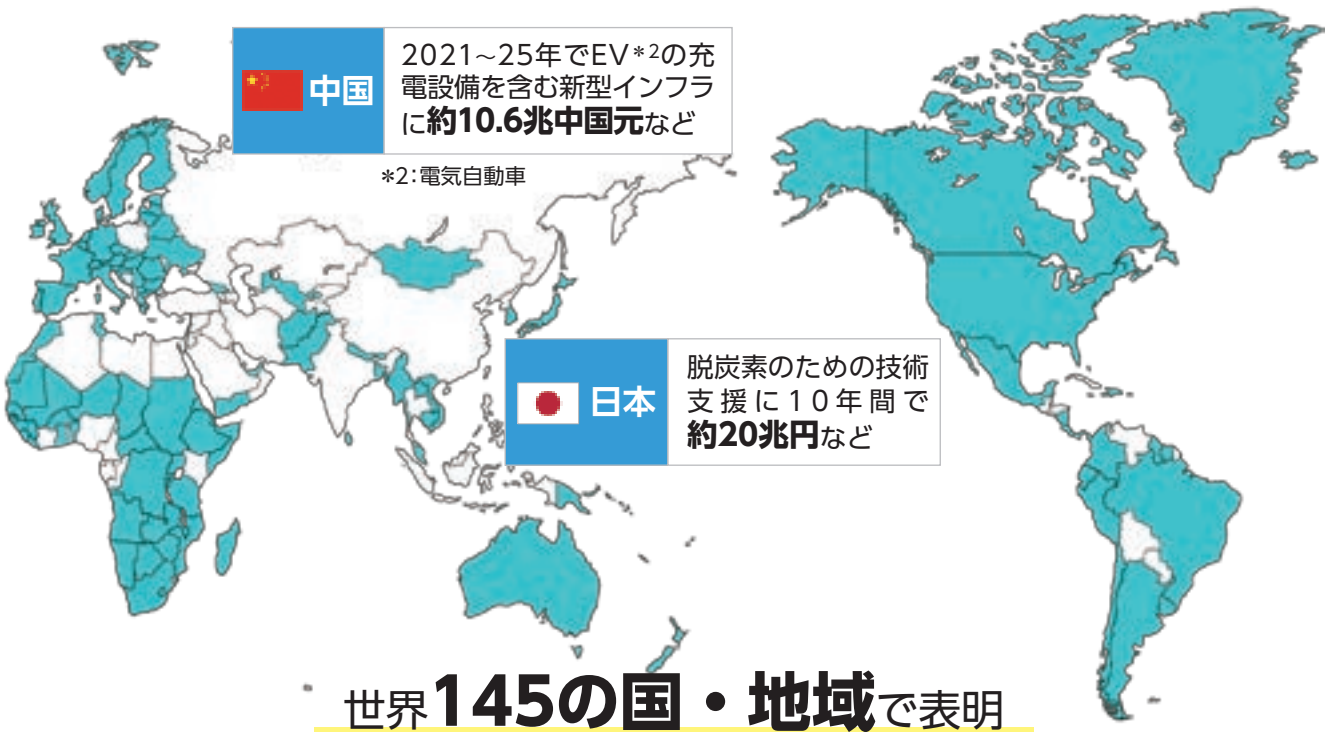 中国
2021~25年でEV*2の充
電設備を含む新型インフラ
に約10.6兆中国元など
*2:電気自動車
日本
脱炭素のための技術
支援に10年間で
約20兆円など
世界145の国・地域で表明